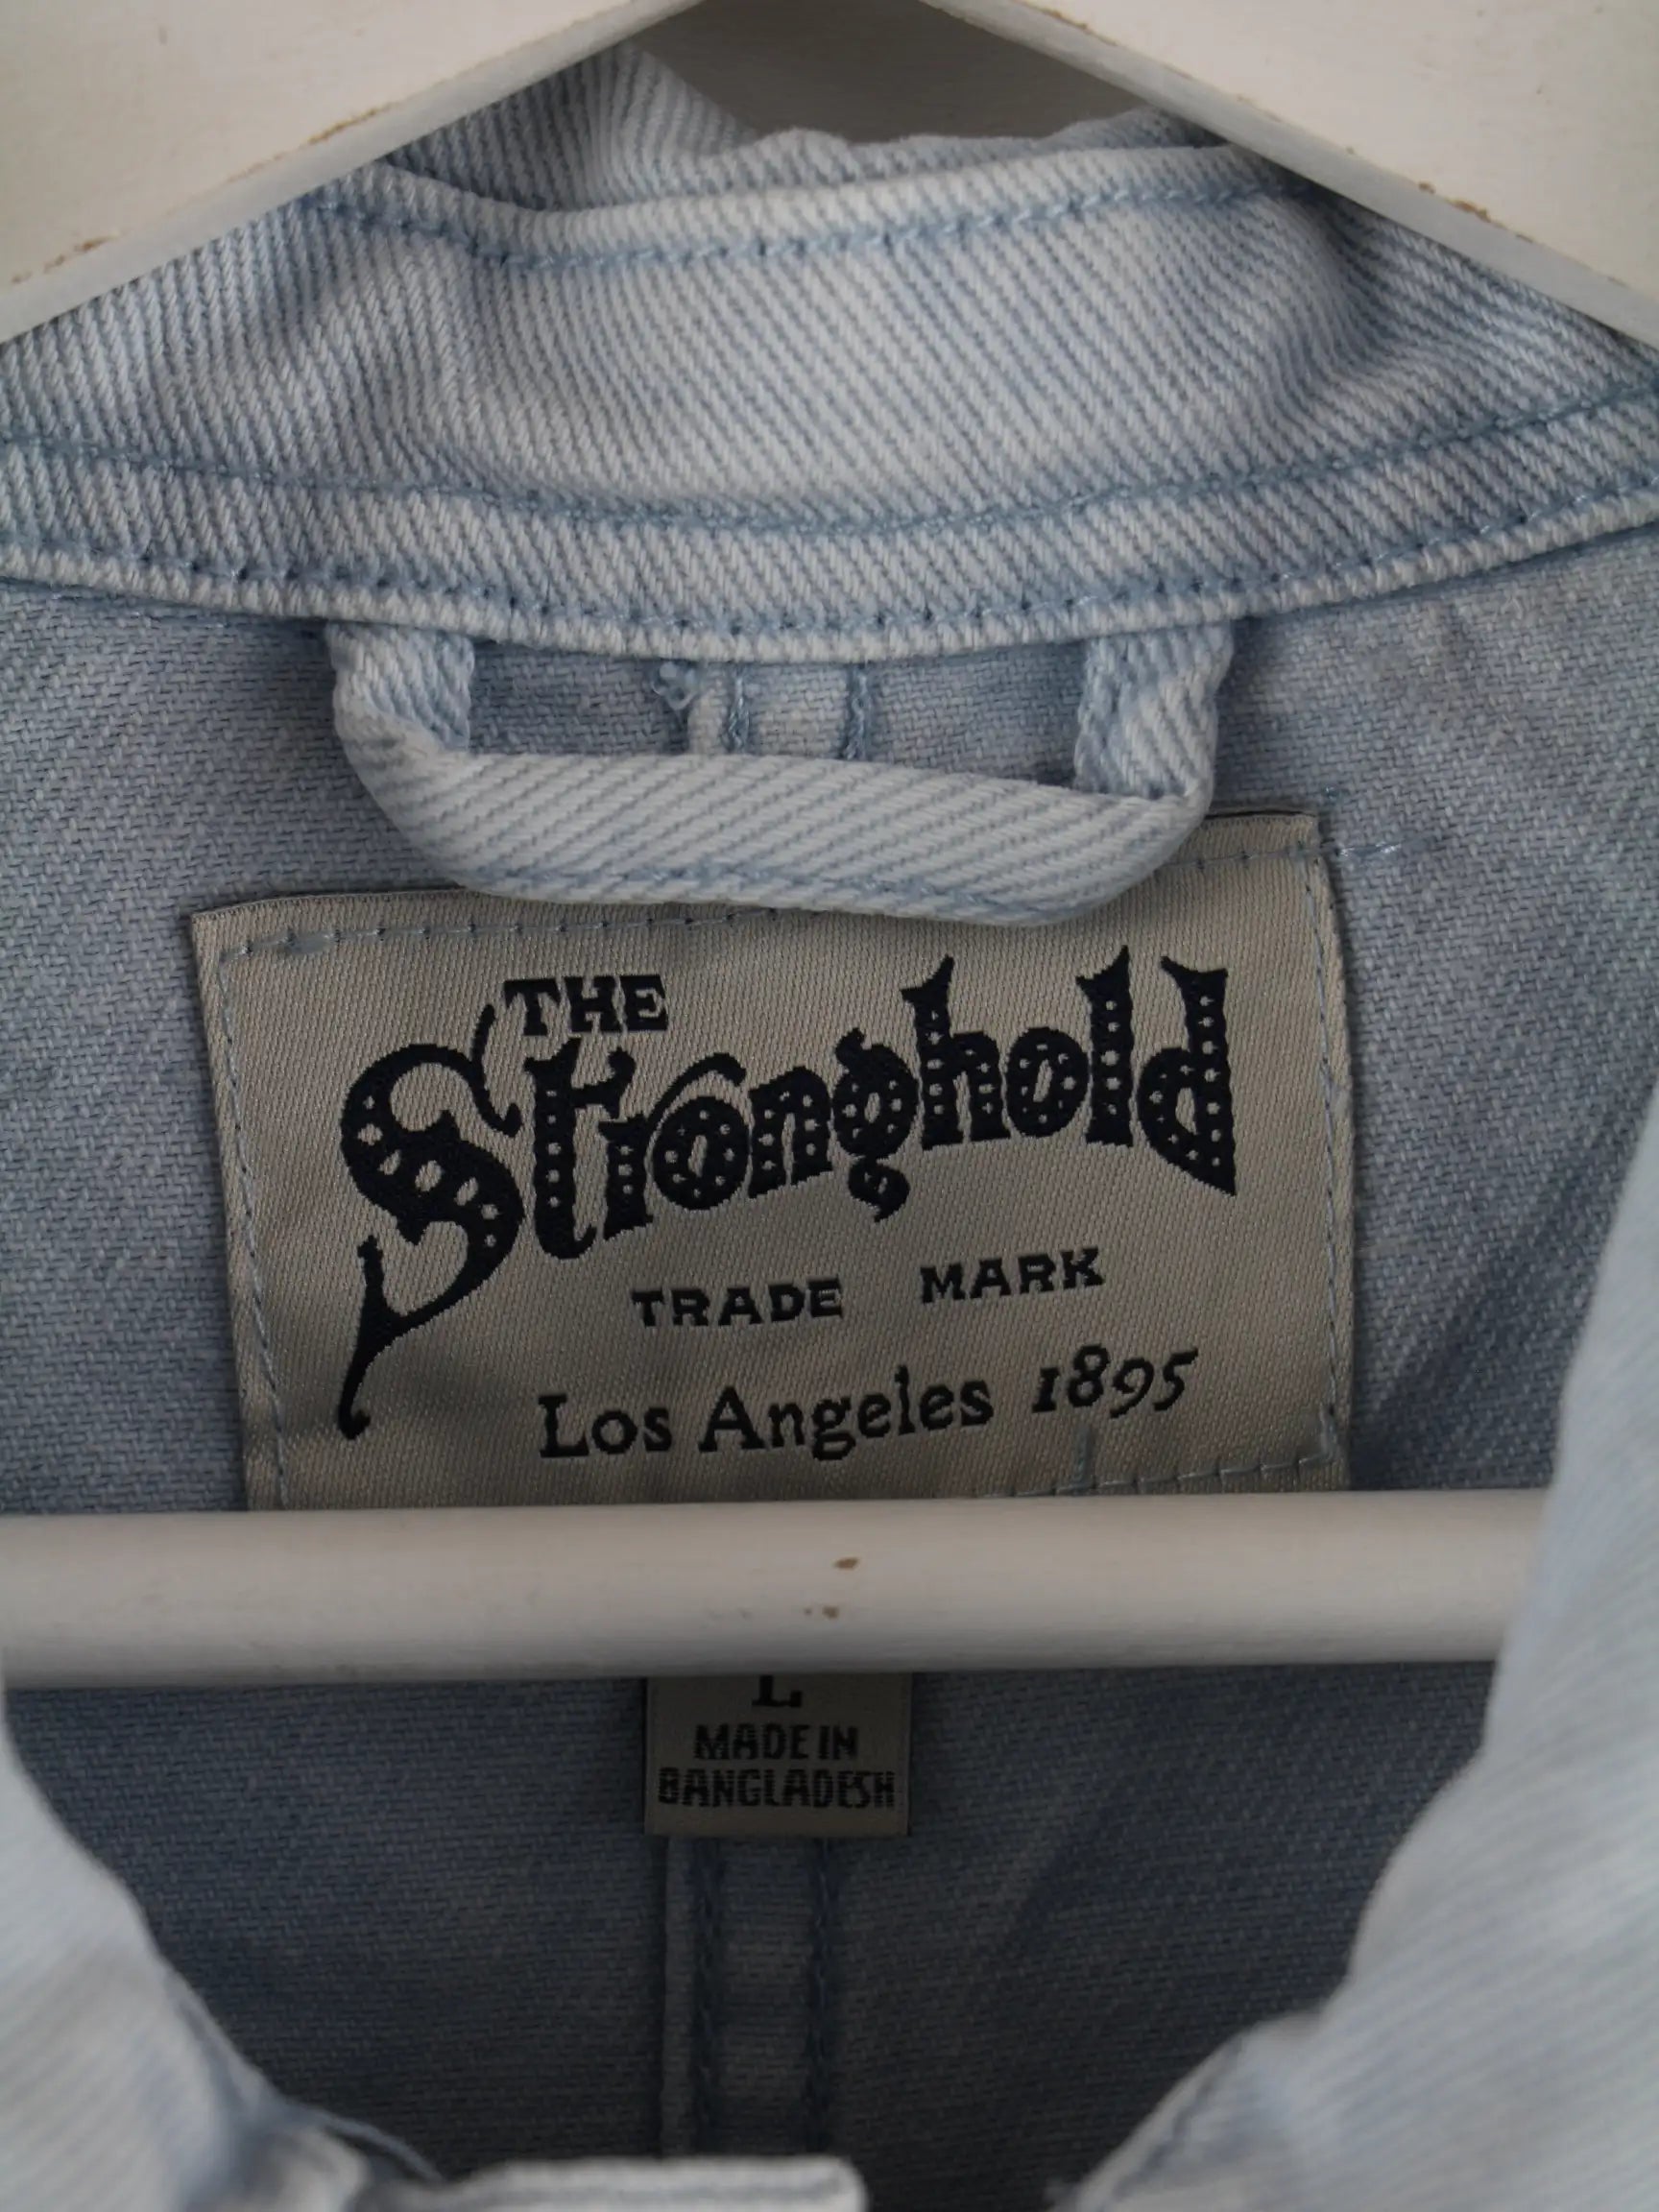 THE
Stronghold
TRADE MARK
Los Angeles 1895
L
MADE IN
BANGLADESH